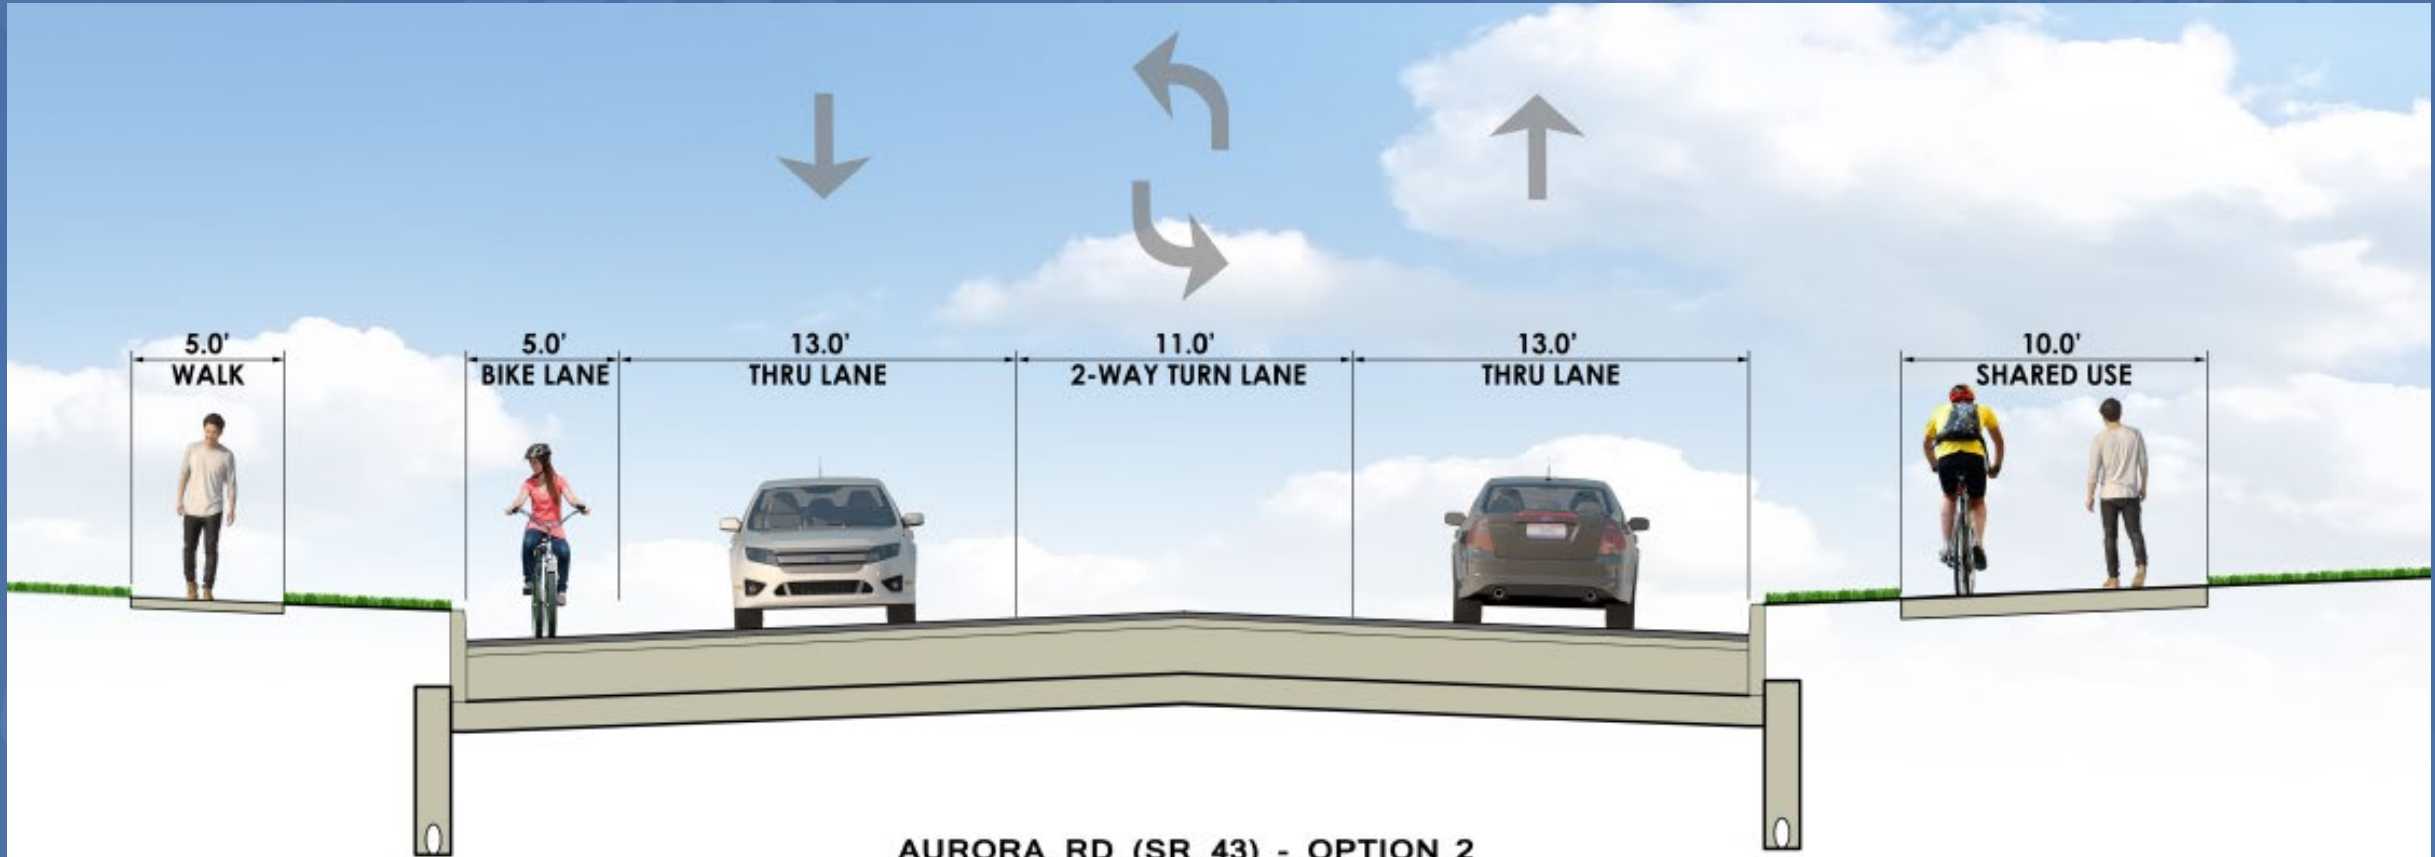 5.0'
WALK
5.0'
BIKE LANE
13.0'
THRU LANE
11.0'
2-WAY TURN LANE
13.0'
THRU LANE
10.0'
SHARED USE
AURORA RD (SR 43) - OPTION 2